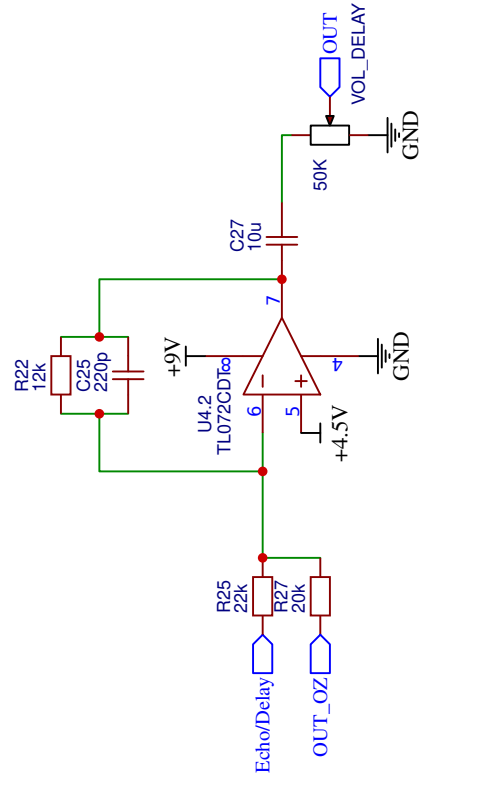 Echo/Delay
OUT_OZ
R25
22k
R27
20k
R22
12k
C25
220p
+9V
U4.2
TL072CDT
8
6
5
7
4
+4.5V
GND
C27
10u
50K
OUT
VOL_DELAY
GND